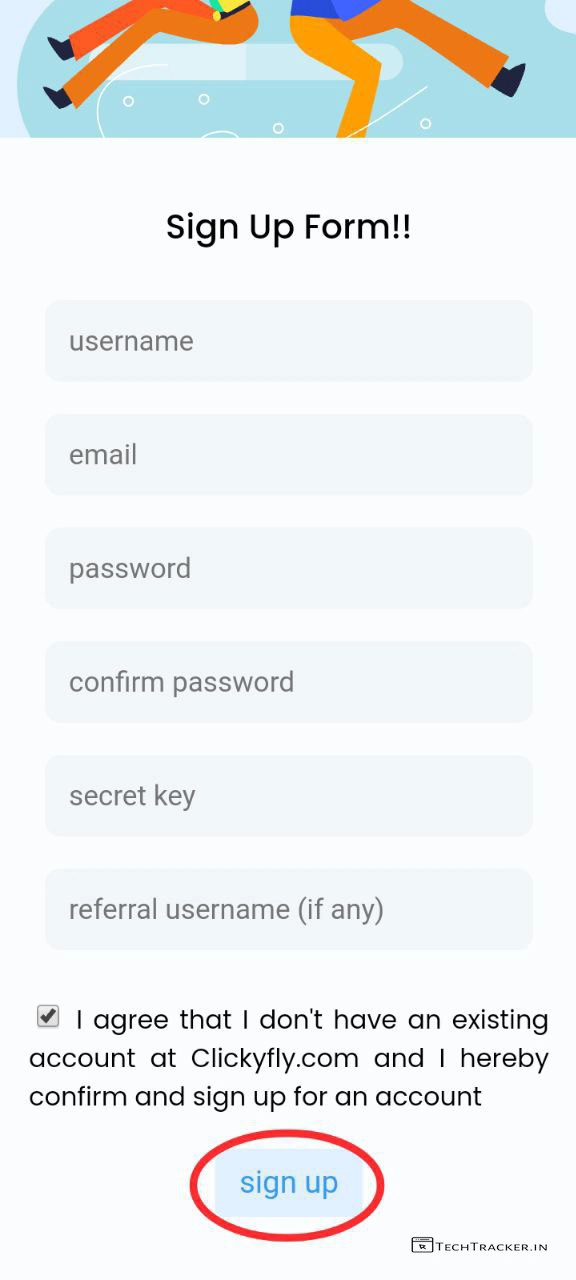 Sign Up Form!!
username
email
password
confirm password
secret key
referral username (if any)
I agree that I don't have an existing
account at Clickyfly.com and I hereby
confirm and sign up for an account
sign up
TECHTRACKER.IN